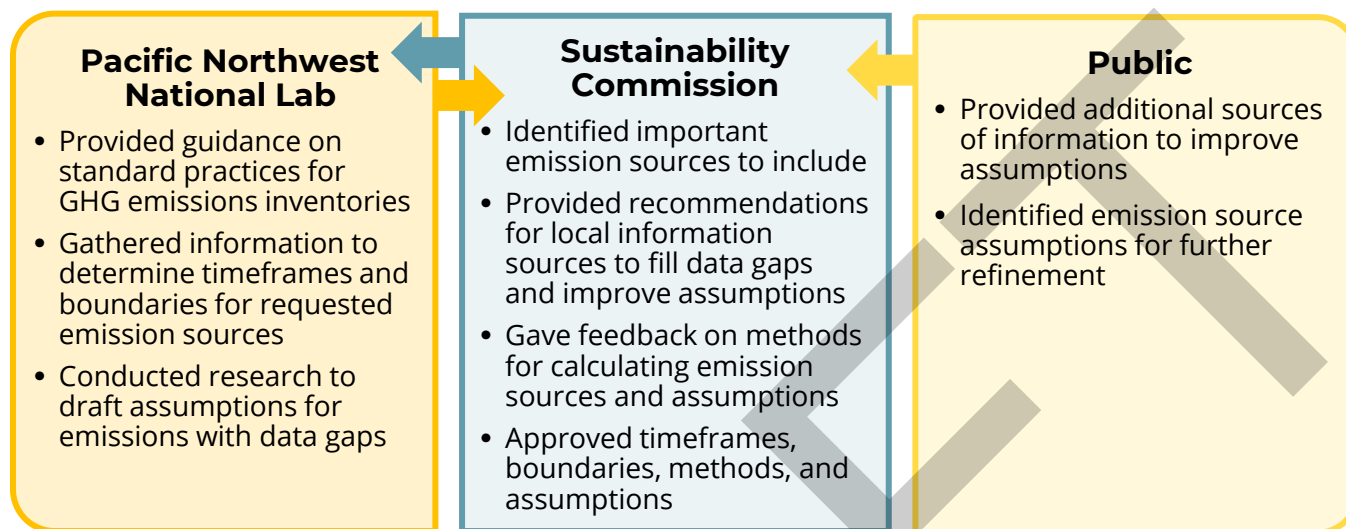 Pacific Northwest
National Lab
• Provided guidance on
standard practices for
GHG emissions inventories
• Gathered information to
determine timeframes and
boundaries for requested
emission sources
• Conducted research to
draft assumptions for
emissions with data gaps
Sustainability
Commission
• Identified important
emission sources to include
• Provided recommendations
for local information
sources to fill data gaps
and improve assumptions
• Gave feedback on methods
for calculating emission
sources and assumptions
• Approved timeframes,
boundaries, methods, and
assumptions
Public
• Provided additional sources
of information to improve
assumptions
• Identified emission source
assumptions for further
refinement